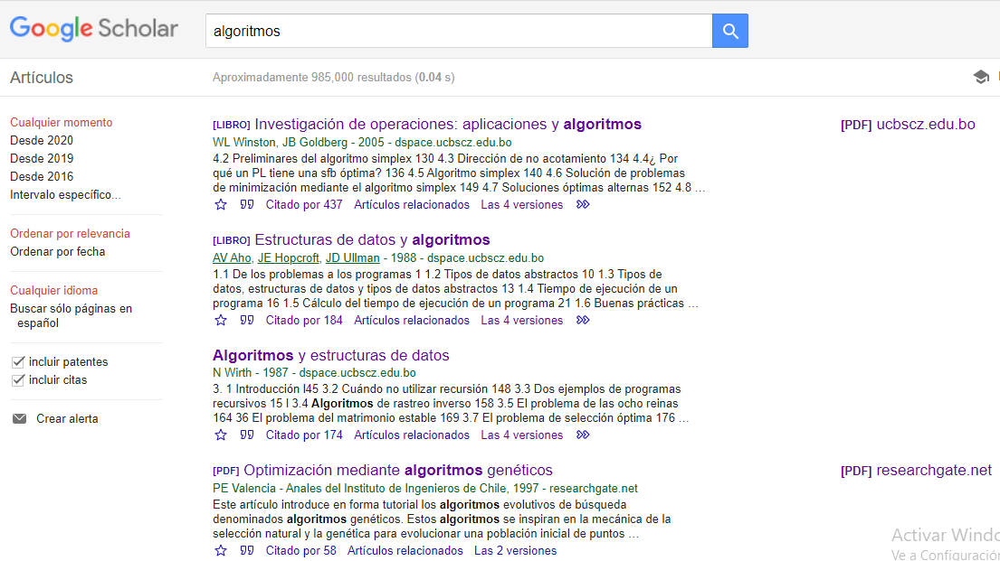 Google Scholar
algoritmos
Artículos
Aproximadamente 985,000 resultados (0.04 s)
Cualquier momento
Desde 2020
Desde 2019
Desde 2016
Intervalo específico...
Ordenar por relevancia
Ordenar por fecha
Cualquier idioma
Buscar sólo páginas en
español
incluir patentes
incluir citas
Crear alerta
[LIBRO] Investigación de operaciones: aplicaciones y algoritmos
WL Winston, JB Goldberg - 2005 - dspace.ucbscz.edu.bo
4.2 Preliminares del algoritmo simplex 130 4.3 Dirección de no acotamiento 134 4.4¿ Por
qué un PL tiene una sfb óptima? 136 4.5 Algoritmo simplex 140 4.6 Solución de problemas
de minimización mediante el algoritmo simplex 149 4.7 Soluciones óptimas alternas 152 4.8 ...
Citado por 437 Artículos relacionados Las 4 versiones
[PDF] ucbscz.edu.bo
[LIBRO] Estructuras de datos y algoritmos
AV Aho, JE Hopcroft, JD Ullman - 1988 - dspace.ucbscz.edu.bo
1.1 De los problemas a los programas 1 1.2 Tipos de datos abstractos 10 1.3 Tipos de
datos, estructuras de datos y tipos de datos abstractos 13 1.4 Tiempo de ejecución de un
programa 16 1.5 Cálculo del tiempo de ejecución de un programa 21 1.6 Buenas prácticas ...
Citado por 184 Artículos relacionados Las 4 versiones
Algoritmos y estructuras de datos
N Wirth - 1987 - dspace.ucbscz.edu.bo
3. 1 Introducción l45 3.2 Cuándo no utilizar recursión 148 3.3 Dos ejemplos de programas
recursivos 15 l 3.4 Algoritmos de rastreo inverso 158 3.5 El problema de las ocho reinas
164 36 El problema del matrimonio estable 169 3.7 El problema de selección óptima 176 ...
Citado por 174 Artículos relacionados Las 4 versiones
[PDF] Optimización mediante algoritmos genéticos
PE Valencia - Anales del Instituto de Ingenieros de Chile, 1997 - researchgate.net
Este artículo introduce en forma tutorial los algoritmos evolutivos de búsqueda
denominados algoritmos genéticos. Estos algoritmos se inspiran en la mecánica de la
selección natural y la genética para evolucionar una población inicial de puntos ...
Citado por 58 Artículos relacionados Las 2 versiones
[PDF] researchgate.net
Activar Windo
Ve a Configuración